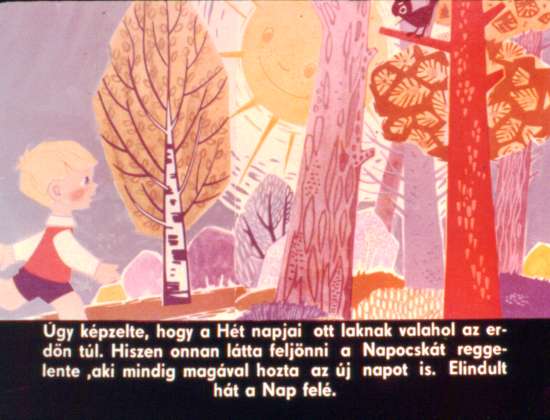 Úgy képzelte, hogy a Hét napjai ott laknak valahol az er-
dőn túl. Hiszen onnan látta feljönni a Napocskát regge-
lente ,aki mindig magával hozta az új napot is. Elindult
hát a Nap felé.